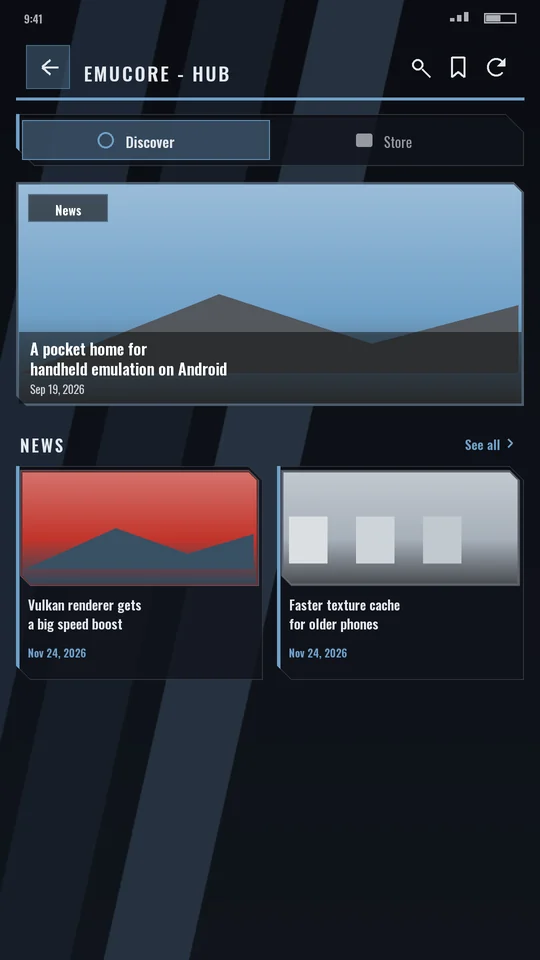 9:41
EMUCORE - HUB
Discover
Store
News
A pocket home for
handheld emulation on Android
Sep 19, 2026
NEWS
See all
Vulkan renderer gets
a big speed boost
Nov 24, 2026
Faster texture cache
for older phones
Nov 24, 2026